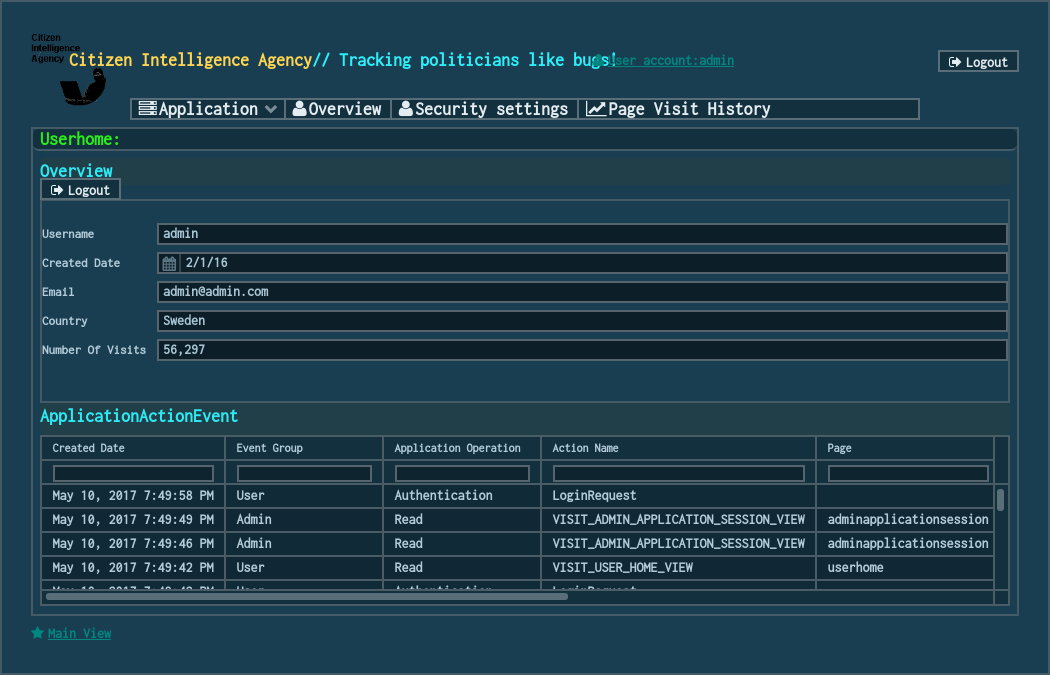 Citizen
Intelligence
Agency
Citizen Intelligence Agency// Tracking politicians like bugs!
User account:admin
Logout
Application
Overview
Security settings
Page Visit History
Userhome:
Overview
Logout
Username admin
Created Date 2/1/16
Email admin@admin.com
Country Sweden
Number Of Visits 56,297
ApplicationActionEvent
Created Date Event Group Application Operation Action Name Page
May 10, 2017 7:49:58 PM User Authentication LoginRequest
May 10, 2017 7:49:49 PM Admin Read VISIT_ADMIN_APPLICATION_SESSION_VIEW adminapplicationsession
May 10, 2017 7:49:46 PM Admin Read VISIT_ADMIN_APPLICATION_SESSION_VIEW adminapplicationsession
May 10, 2017 7:49:42 PM User Read VISIT_USER_HOME_VIEW userhome
Main View